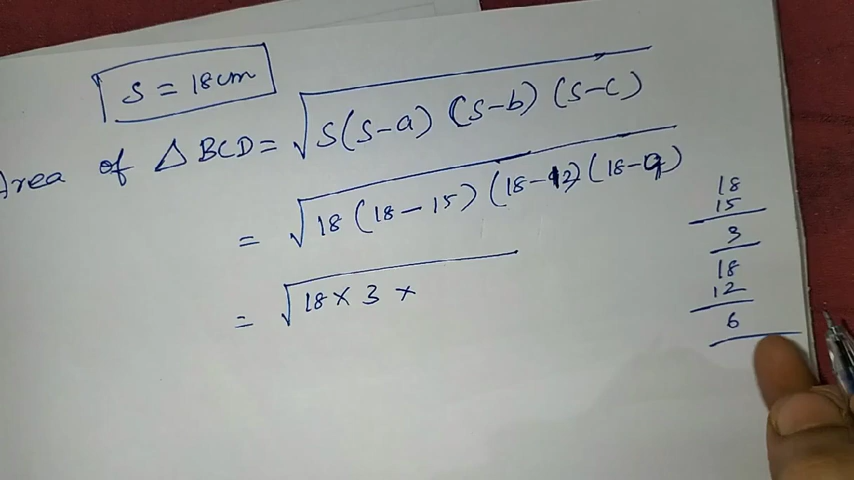 S = 18cm
Area of △ BCD = √S(S-a) (S-b) (S-c)
= √18 (18-15) (18-12) (18-9)
= √18 × 3 ×
18
15
3
18
12
6